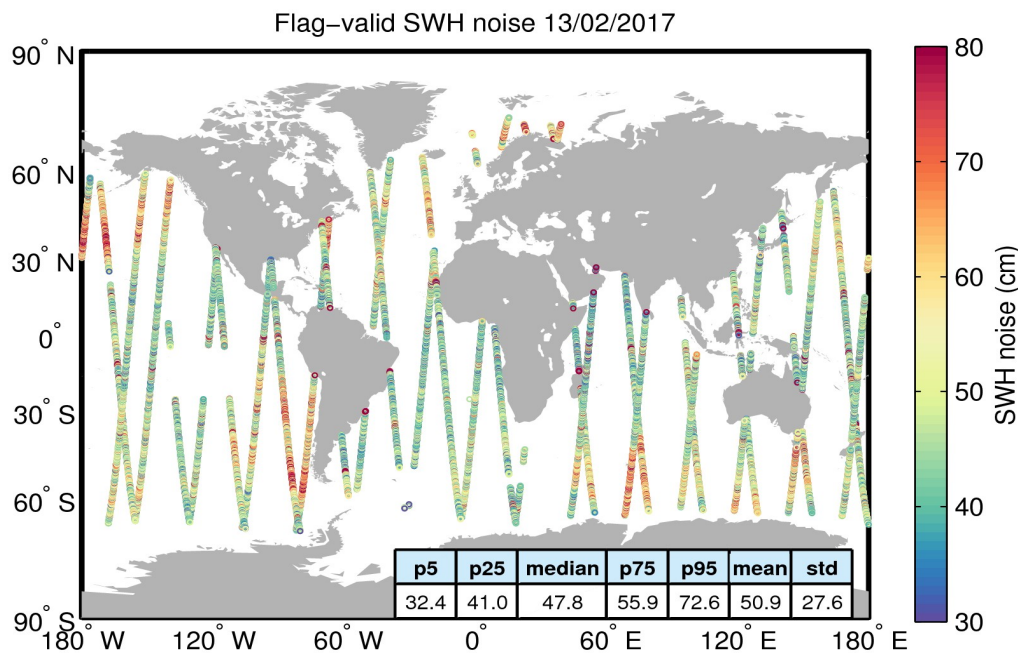 Flag–valid SWH noise 13/02/2017
90° N
60° N
30° N
0°
30° S
60° S
90° S
180° W
120° W
60° W
0°
60° E
120° E
180° E
80
70
60
50
40
30
SWH noise (cm)
p5 p25 median p75 p95 mean std
32.4 41.0 47.8 55.9 72.6 50.9 27.6